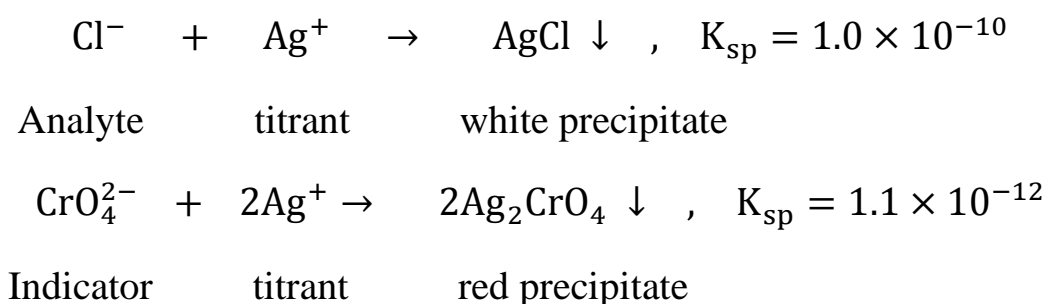 Cl⁻ + Ag⁺ → AgCl ↓ , K_sp = 1.0 × 10⁻¹⁰
Analyte titrant white precipitate
CrO₄²⁻ + 2Ag⁺ → 2Ag₂CrO₄ ↓ , K_sp = 1.1 × 10⁻¹²
Indicator titrant red precipitate